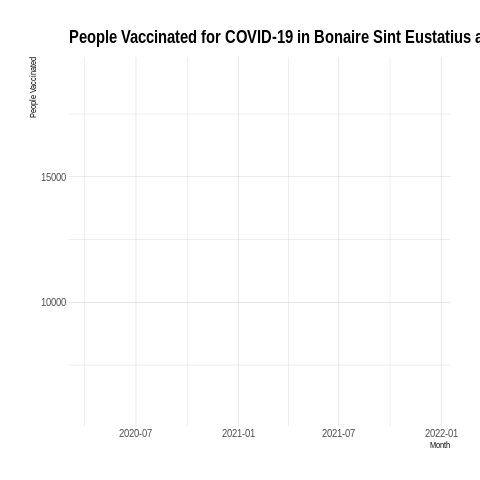 People Vaccinated for COVID-19 in Bonaire Sint Eustatius a
People Vaccinated
15000
10000
2020-07
2021-01
2021-07
2022-01
Month